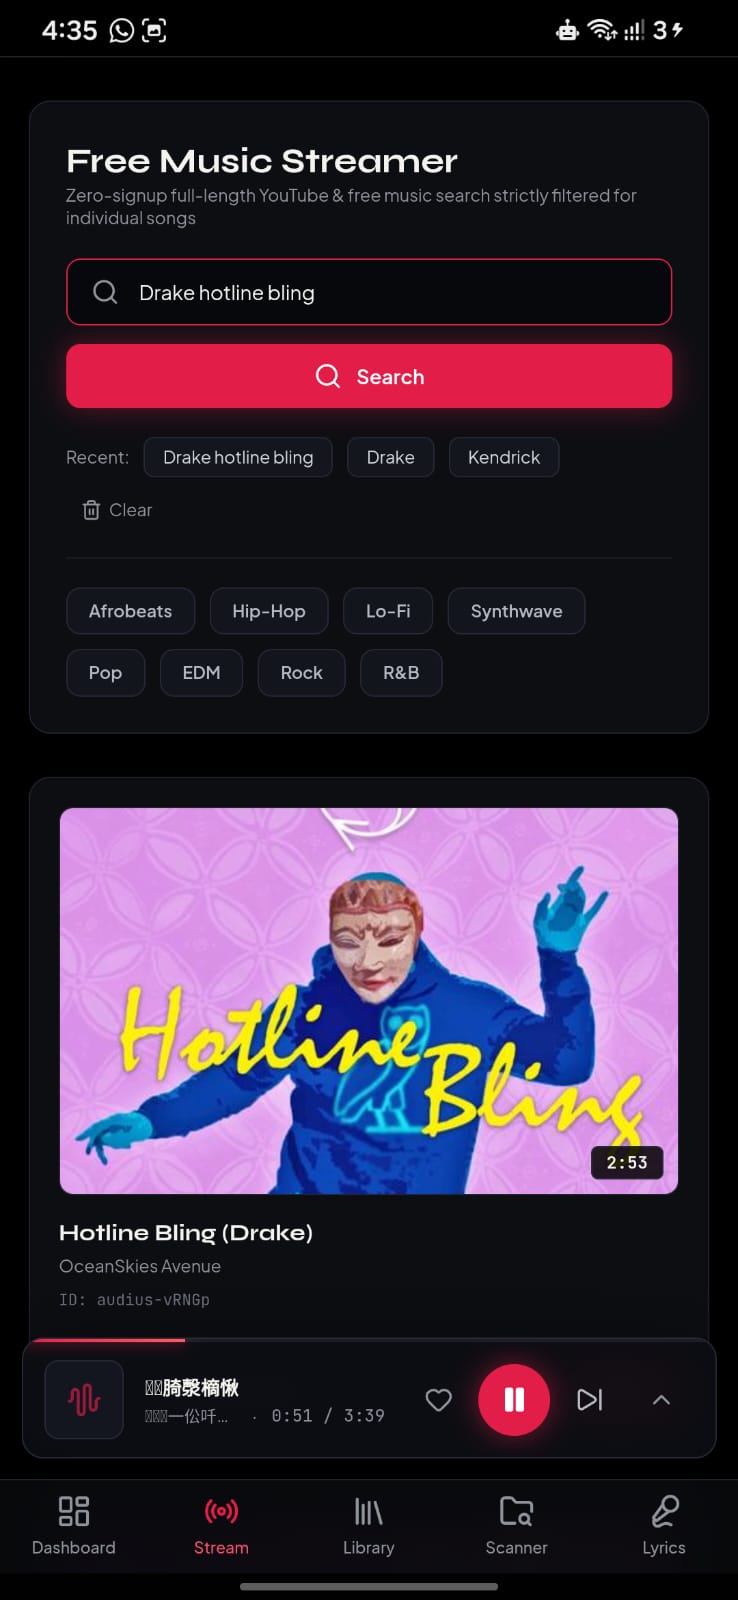 4:35
3
Free Music Streamer
Zero-signup full-length YouTube & free music search strictly filtered for
individual songs
Drake hotline bling
Search
Recent: Drake hotline bling Drake Kendrick
Clear
Afrobeats Hip-Hop Lo-Fi Synthwave
Pop EDM Rock R&B
Hotline
Bling
2:53
Hotline Bling (Drake)
OceanSkies Avenue
ID: audius-vRNGp
· 0:51 / 3:39
Dashboard Stream Library Scanner Lyrics